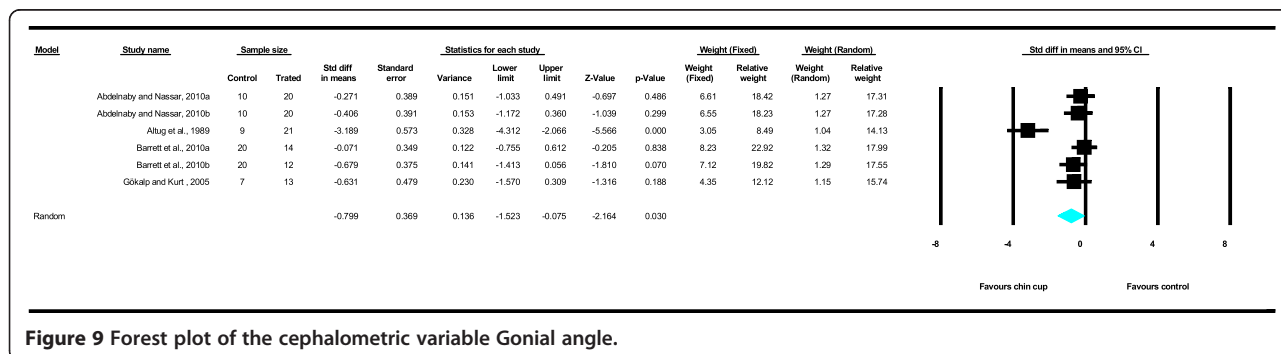 Model Study name Sample size Statistics for each study Weight (Fixed) Weight (Random) Std diff in means and 95% CI
Control Trated Std diff in means Standard error Variance Lower limit Upper limit Z-Value p-Value Weight (Fixed) Relative weight Weight (Random) Relative weight
Abdelnaby and Nassar, 2010a 10 20 -0.271 0.389 0.151 -1.033 0.491 -0.697 0.486 6.61 18.42 1.27 17.31
Abdelnaby and Nassar, 2010b 10 20 -0.406 0.391 0.153 -1.172 0.360 -1.039 0.299 6.55 18.23 1.27 17.28
Altug et al., 1989 9 21 -3.189 0.573 0.328 -4.312 -2.066 -5.566 0.000 3.05 8.49 1.04 14.13
Barrett et al., 2010a 20 14 -0.071 0.349 0.122 -0.755 0.612 -0.205 0.838 8.23 22.92 1.32 17.99
Barrett et al., 2010b 20 12 -0.679 0.375 0.141 -1.413 0.056 -1.810 0.070 7.12 19.82 1.29 17.55
Gökalp and Kurt , 2005 7 13 -0.631 0.479 0.230 -1.570 0.309 -1.316 0.188 4.35 12.12 1.15 15.74
Random -0.799 0.369 0.136 -1.523 -0.075 -2.164 0.030
-8 -4 0 4 8
Favours chin cup Favours control
Figure 9 Forest plot of the cephalometric variable Gonial angle.